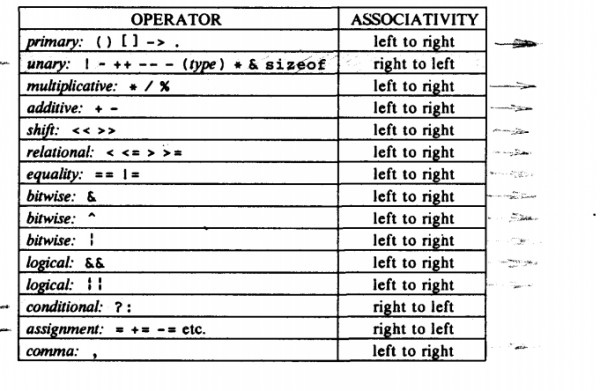 OPERATOR ASSOCIATIVITY
primary: () [] -> . left to right
unary: ! ~ ++ -- - (type) * & sizeof right to left
multiplicative: * / % left to right
additive: + - left to right
shift: << >> left to right
relational: < <= > >= left to right
equality: == != left to right
bitwise: & left to right
bitwise: ^ left to right
bitwise: ¦ left to right
logical: && left to right
logical: ¦¦ left to right
conditional: ?: right to left
assignment: = += -= etc. right to left
comma: , left to right